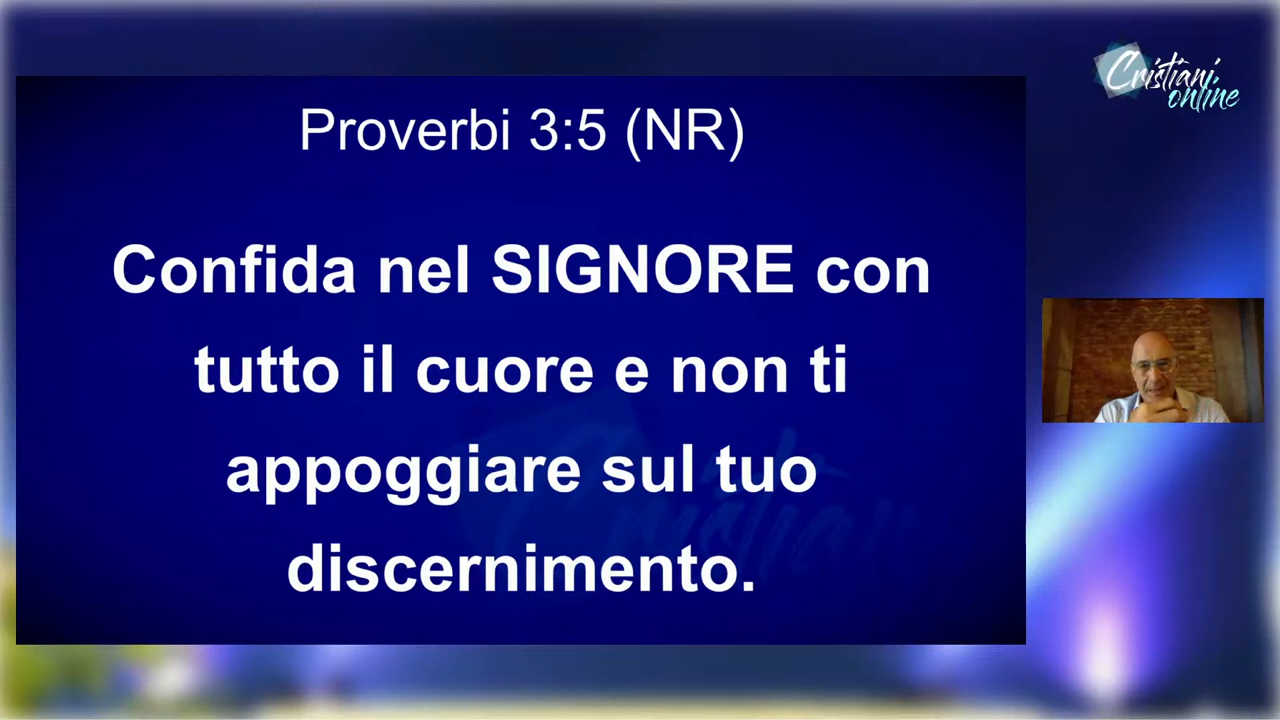 Proverbi 3:5 (NR)
Confida nel SIGNORE con
tutto il cuore e non ti
appoggiare sul tuo
discernimento.
Cristiani
online